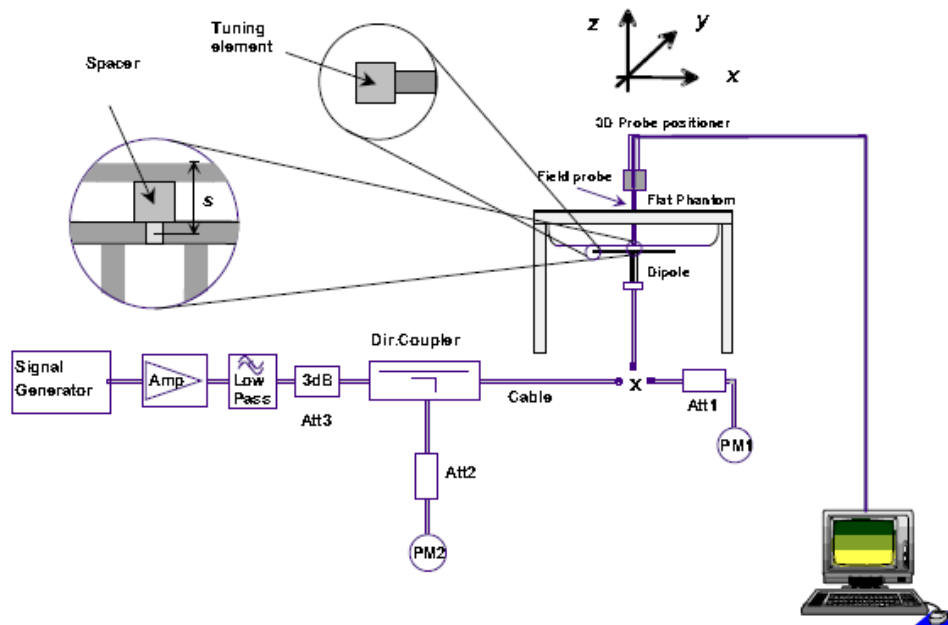 Tuning
element
Spacer
s
z
y
x
3D Probe positioner
Field probe
Flat Phantom
Dipole
Dir.Coupler
Signal
Generator
Amp
Low
Pass
3dB
Att3
Cable
x
Att1
PM1
Att2
PM2